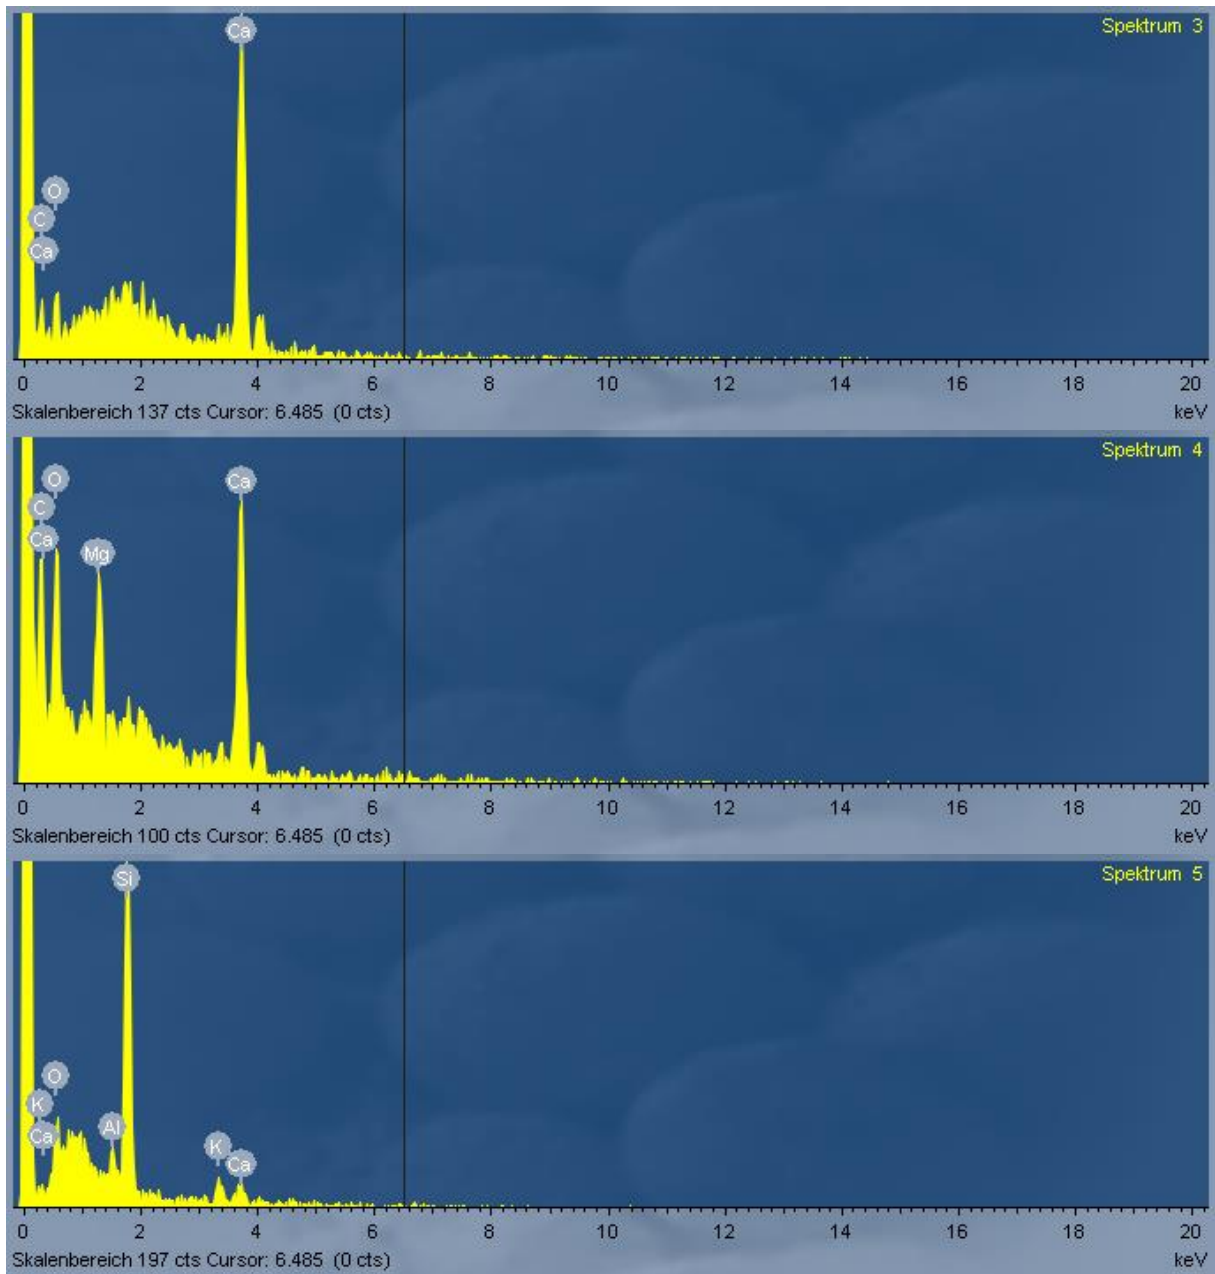 Spektrum 3
Ca
O
C
Ca
0 2 4 6 8 10 12 14 16 18 20
Skalenbereich 137 cts Cursor: 6.485 (0 cts) keV
Spektrum 4
O
Ca
C
Ca
Mg
0 2 4 6 8 10 12 14 16 18 20
Skalenbereich 100 cts Cursor: 6.485 (0 cts) keV
Spektrum 5
Si
O
K
Al
Ca
K
Ca
0 2 4 6 8 10 12 14 16 18 20
Skalenbereich 197 cts Cursor: 6.485 (0 cts) keV